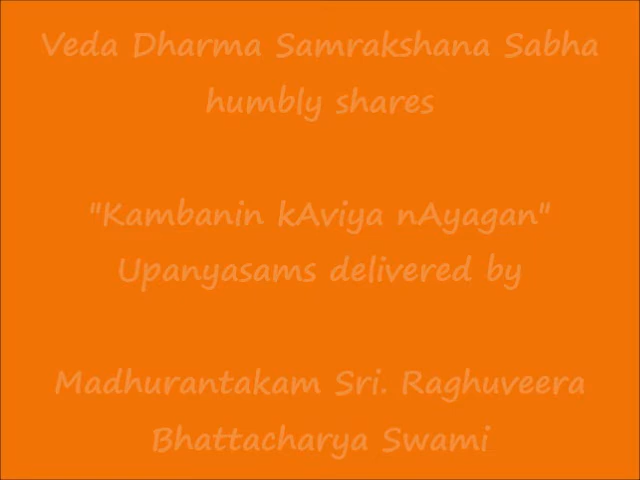 Veda Dharma Samrakshana Sabha
humbly shares
"Kambanin kAviya nAyagan"
Upanyasams delivered by
Madhurantakam Sri. Raghuveera
Bhattacharya Swami